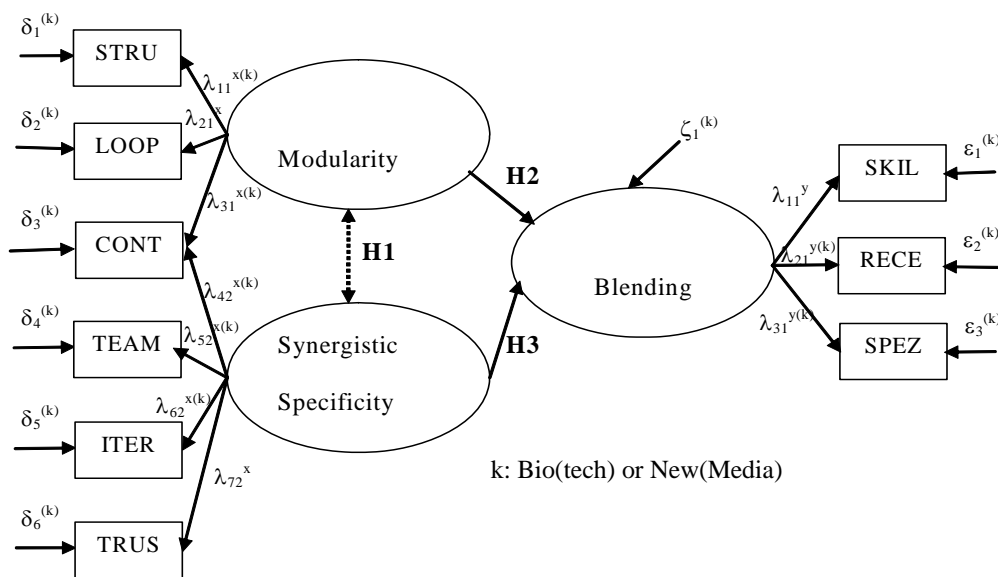 δ1(k)
STRU
λ11x(k)
δ2(k)
λ21x
LOOP
Modularity
λ31x(k)
δ3(k)
CONT
H1
H2
ζ1(k)
λ42x(k)
δ4(k)
TEAM
λ52x(k)
Synergistic
Specificity
H3
Blending
λ62x(k)
δ5(k)
ITER
λ72x
δ6(k)
TRUS
λ11y
SKIL
ε1(k)
λ21y(k)
RECE
ε2(k)
λ31y(k)
SPEZ
ε3(k)
k: Bio(tech) or New(Media)